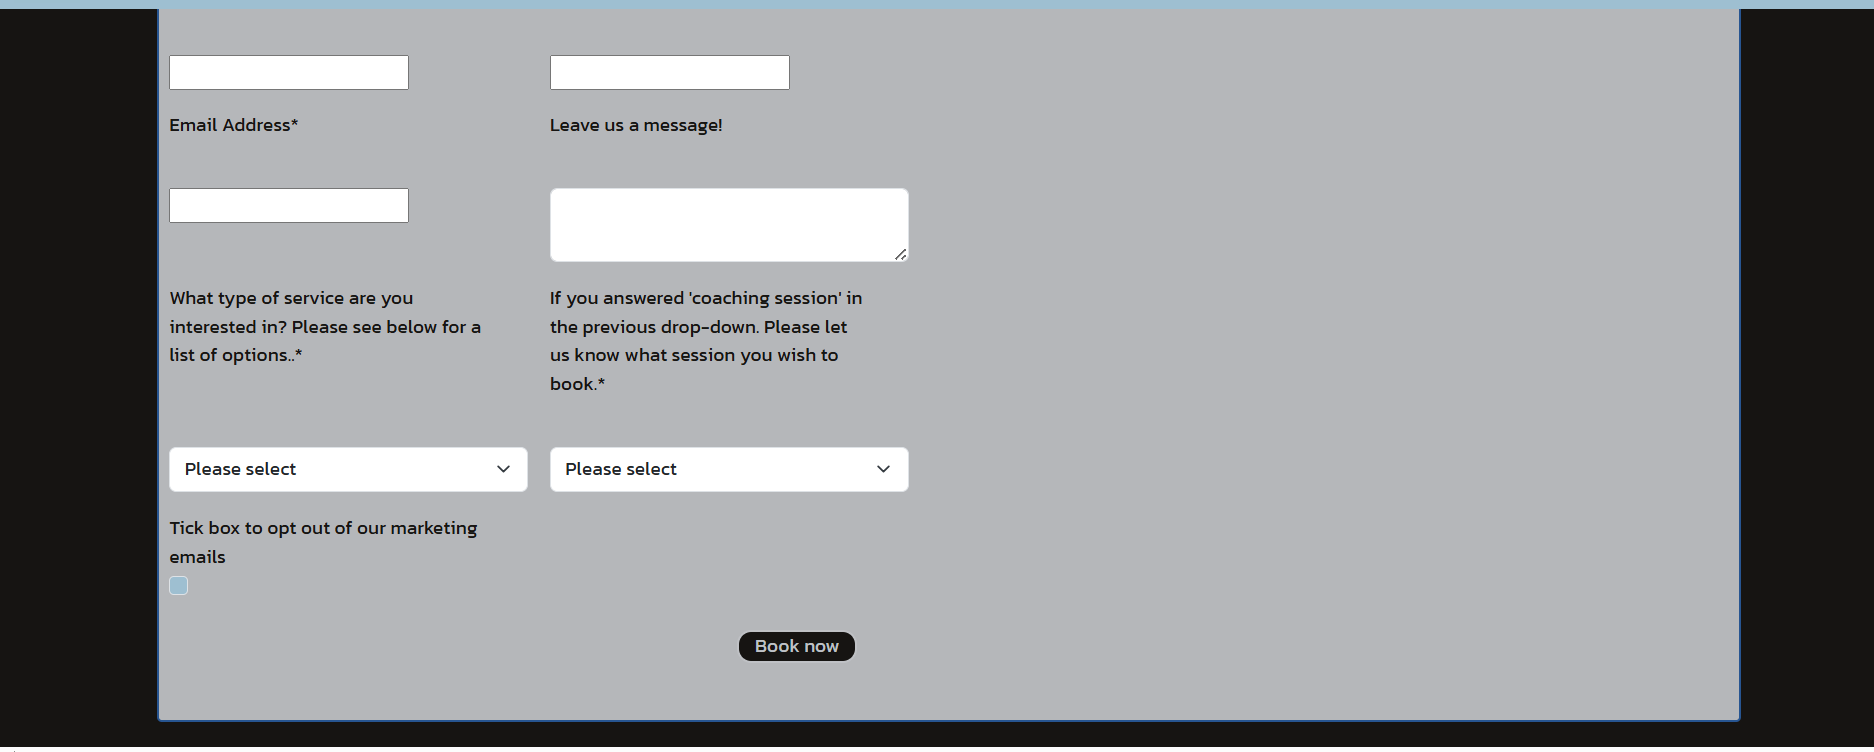 Email Address*
Leave us a message!
What type of service are you
interested in? Please see below for a
list of options..*
If you answered 'coaching session' in
the previous drop-down. Please let
us know what session you wish to
book.*
Please select
Please select
Tick box to opt out of our marketing
emails
Book now